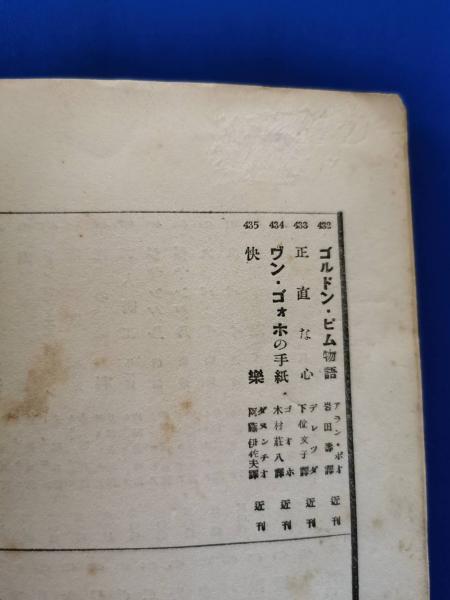 432 ゴルドン・ピム物語 アラン・ポオ 岩田壽譯 近刊
433 正直な心 デレツダ 下位文子譯 近刊
434 ヴン・ゴォホの手紙 ゴオホ 木村莊八譯 近刊
435 快樂 ダヌンチオ 阿藤伊佐夫譯 近刊